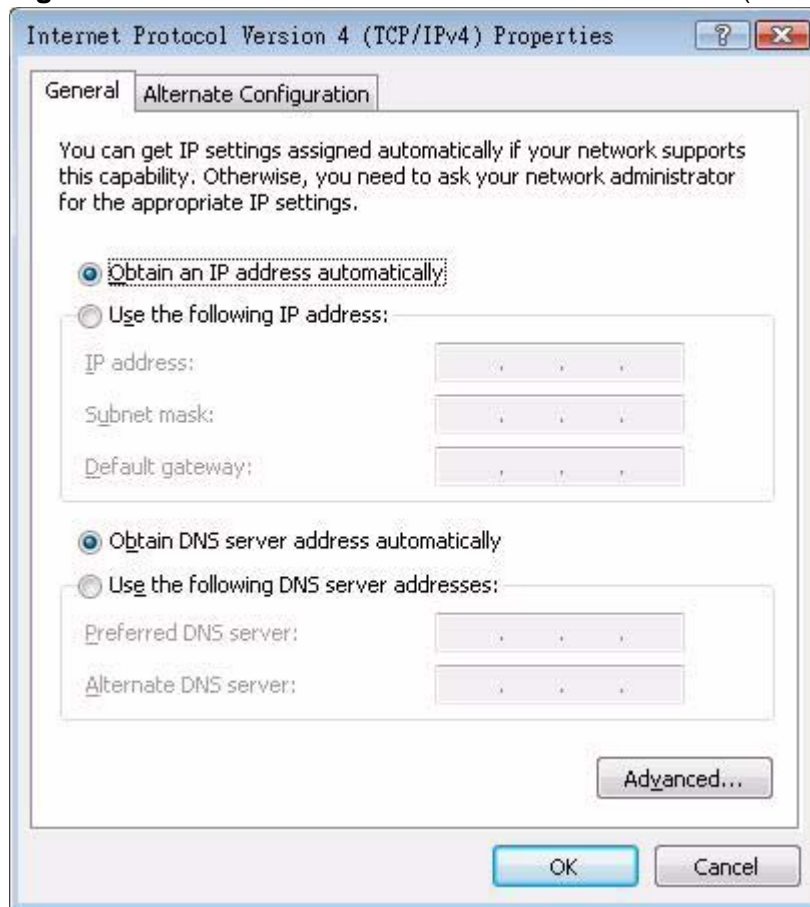 Internet Protocol Version 4 (TCP/IPv4) Properties
General
Alternate Configuration
You can get IP settings assigned automatically if your network supports
this capability. Otherwise, you need to ask your network administrator
for the appropriate IP settings.
Obtain an IP address automatically
Use the following IP address:
IP address:
Subnet mask:
Default gateway:
Obtain DNS server address automatically
Use the following DNS server addresses:
Preferred DNS server:
Alternate DNS server:
Advanced...
OK
Cancel